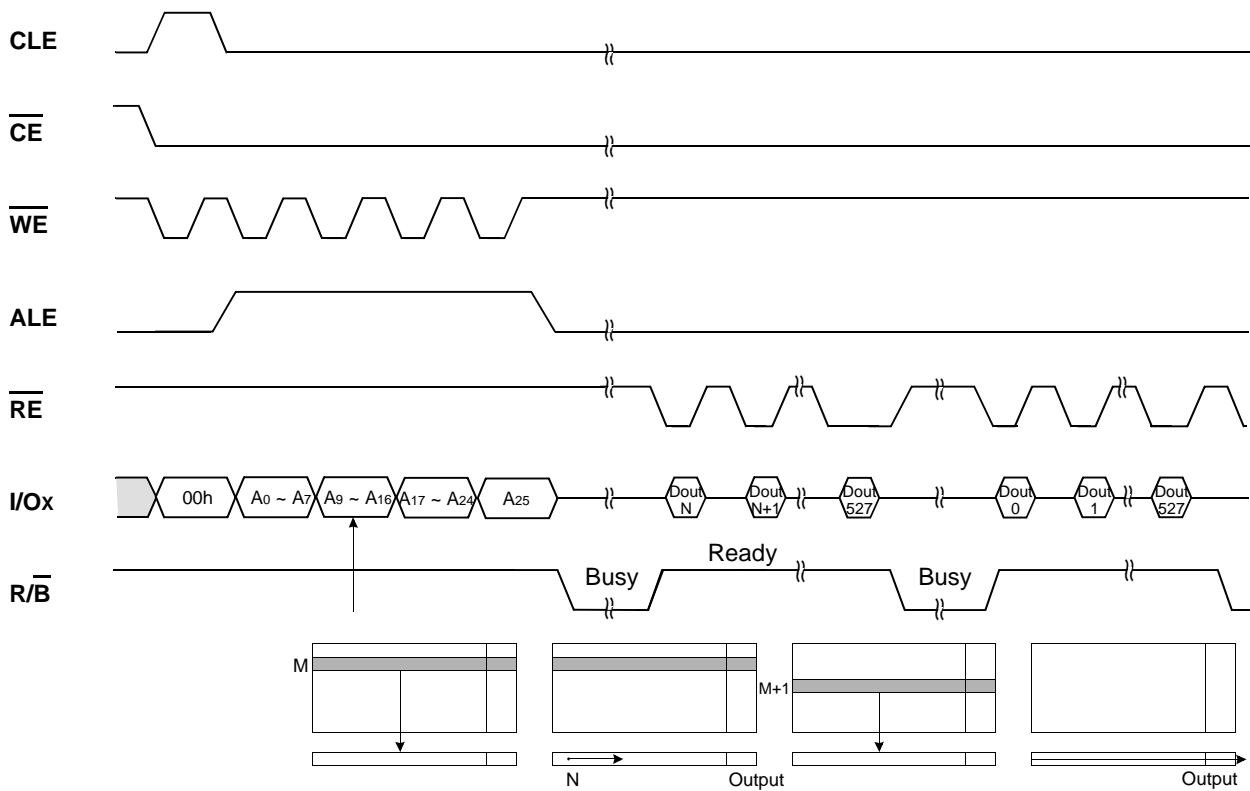 CLE
CE
WE
ALE
RE
I/Ox
00h
A0 ~ A7
A9 ~ A16
A17 ~ A24
A25
Dout
N
Dout
N+1
Dout
527
Dout
0
Dout
1
Dout
527
R/B
Busy
Ready
Busy
M
M+1
N
Output
Output